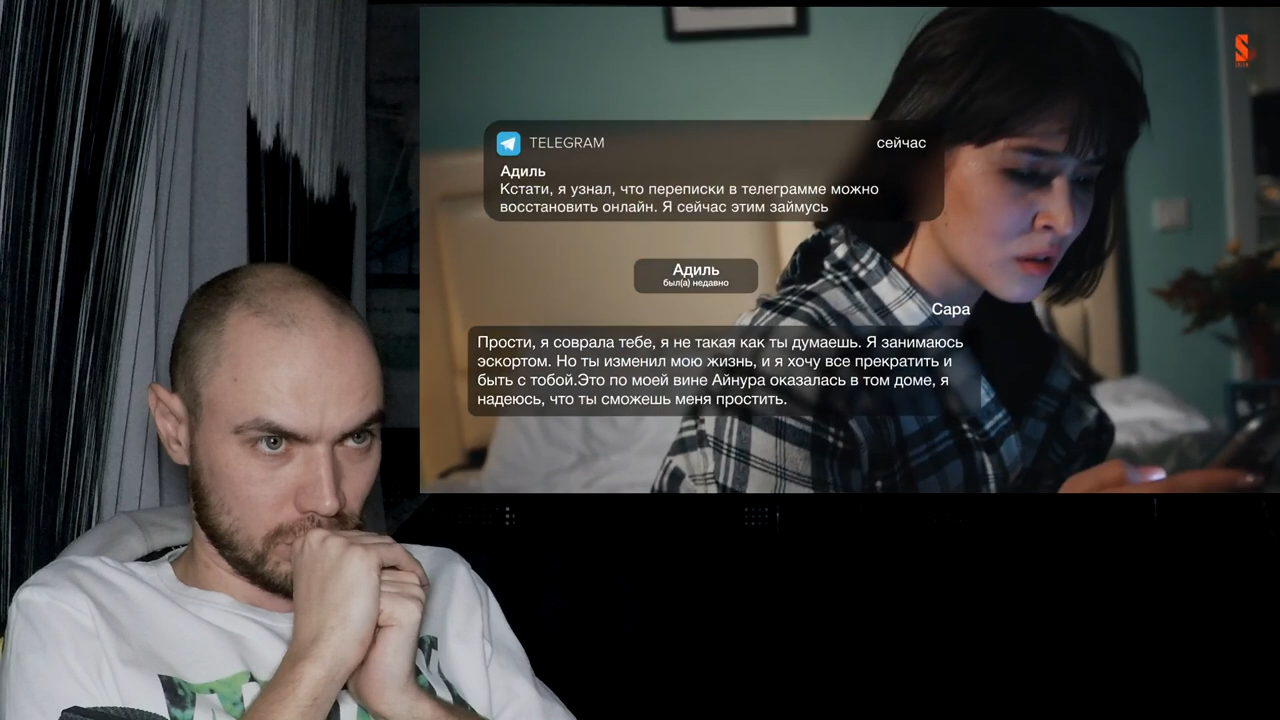 TELEGRAM
сейчас
Адиль
Кстати, я узнал, что переписки в телеграмме можно
восстановить онлайн. Я сейчас этим займусь
Адиль
был(а) недавно
Сара
Прости, я соврала тебе, я не такая как ты думаешь. Я занимаюсь
эскортом. Но ты изменил мою жизнь, и я хочу все прекратить и
быть с тобой.Это по моей вине Айнура оказалась в том доме, я
надеюсь, что ты сможешь меня простить.